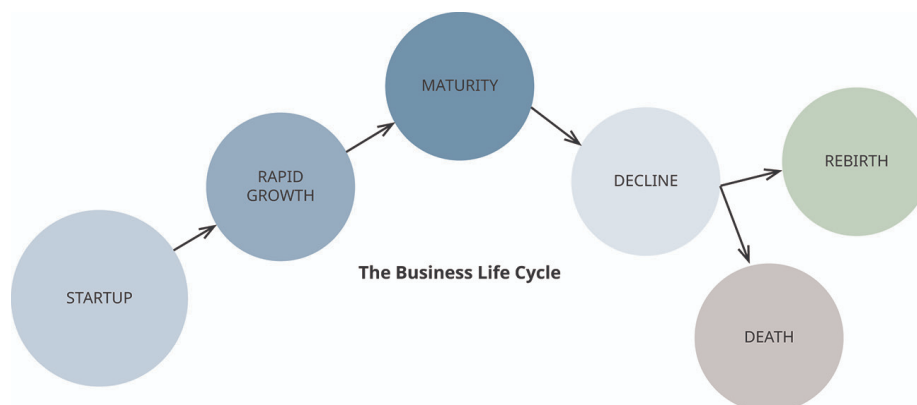 STARTUP
RAPID
GROWTH
MATURITY
DECLINE
REBIRTH
DEATH
The Business Life Cycle